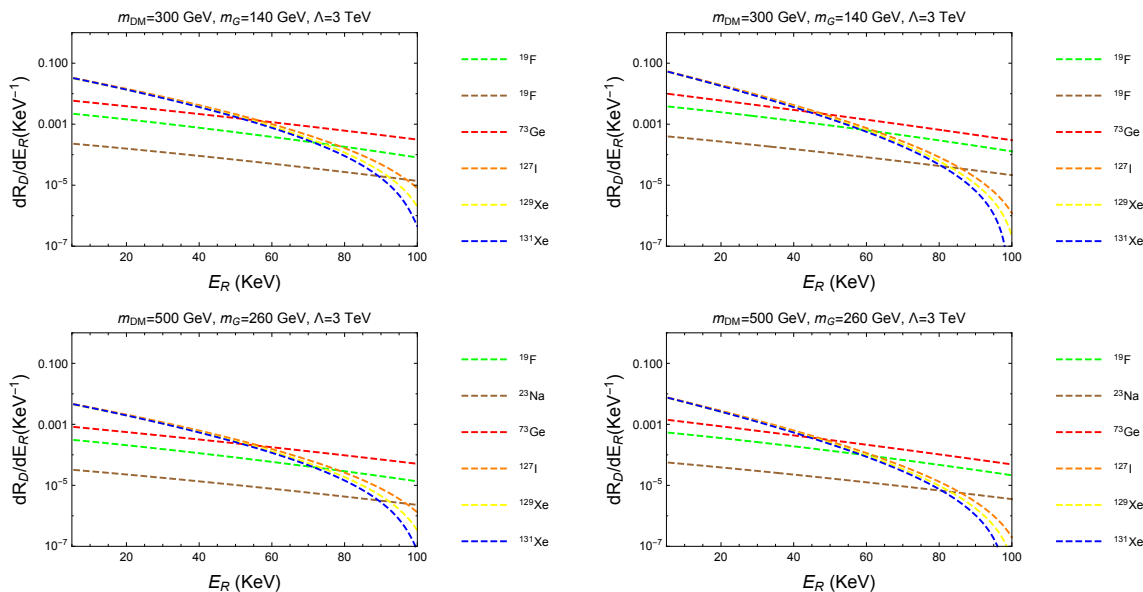 m_DM=300 GeV, m_G=140 GeV, Λ=3 TeV
dR_D/dE_R(KeV⁻¹)
0.100
0.001
10⁻⁵
10⁻⁷
20 40 60 80 100
E_R (KeV)
¹⁹F
¹⁹F
⁷³Ge
¹²⁷I
¹²⁹Xe
¹³¹Xe
m_DM=300 GeV, m_G=140 GeV, Λ=3 TeV
dR_D/dE_R(KeV⁻¹)
0.100
0.001
10⁻⁵
10⁻⁷
20 40 60 80 100
E_R (KeV)
¹⁹F
¹⁹F
⁷³Ge
¹²⁷I
¹²⁹Xe
¹³¹Xe
m_DM=500 GeV, m_G=260 GeV, Λ=3 TeV
dR_D/dE_R(KeV⁻¹)
0.100
0.001
10⁻⁵
10⁻⁷
20 40 60 80 100
E_R (KeV)
¹⁹F
²³Na
⁷³Ge
¹²⁷I
¹²⁹Xe
¹³¹Xe
m_DM=500 GeV, m_G=260 GeV, Λ=3 TeV
dR_D/dE_R(KeV⁻¹)
0.100
0.001
10⁻⁵
10⁻⁷
20 40 60 80 100
E_R (KeV)
¹⁹F
²³Na
⁷³Ge
¹²⁷I
¹²⁹Xe
¹³¹Xe